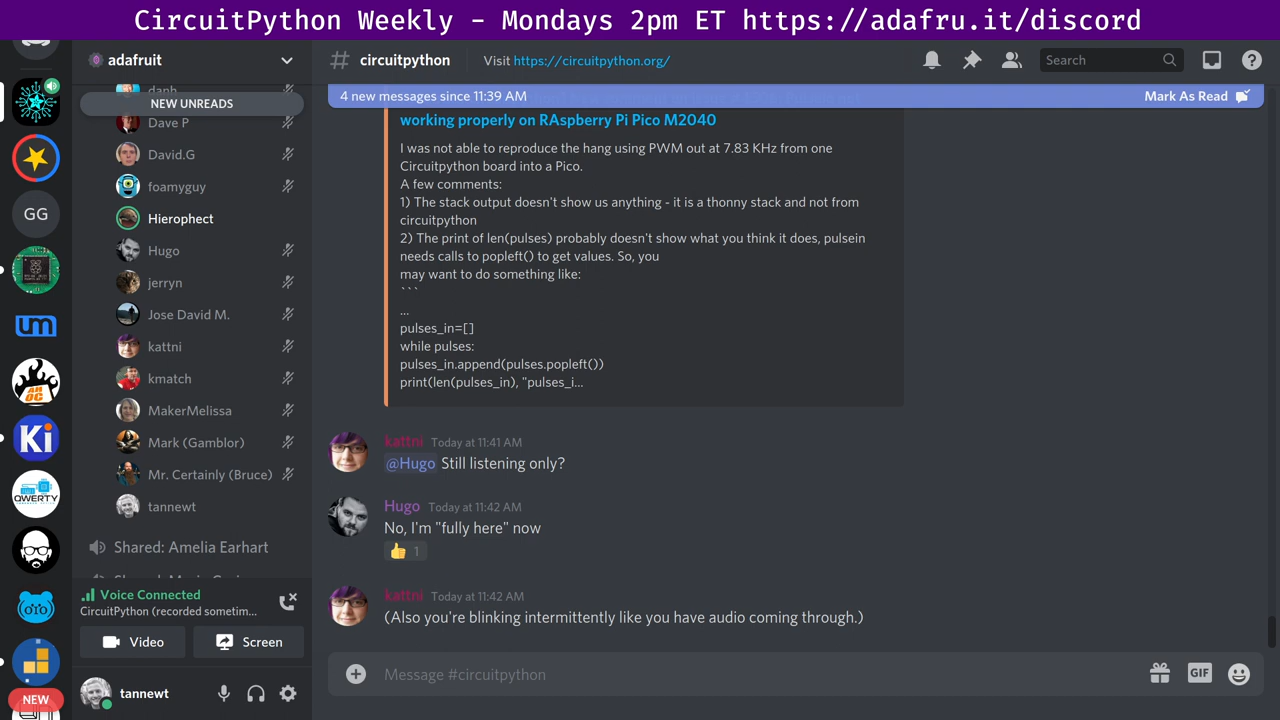 CircuitPython Weekly - Mondays 2pm ET https://adafru.it/discord
adafruit
danh
NEW UNREADS
Dave P
David.G
foamyguy
Hierophect
Hugo
jerryn
Jose David M.
kattni
kmatch
MakerMelissa
Mark (Gamblor)
Mr. Certainly (Bruce)
tannewt
Shared: Amelia Earhart
Voice Connected
CircuitPython (recorded sometim...
Video
Screen
tannewt
GG
um
AHOC
Ki
QWERTY
NEW
# circuitpython
Visit https://circuitpython.org/
Search
4 new messages since 11:39 AM
Mark As Read
working properly on RAspberry Pi Pico M2040
I was not able to reproduce the hang using PWM out at 7.83 KHz from one
Circuitpython board into a Pico.
A few comments:
1) The stack output doesn't show us anything - it is a thonny stack and not from
circuitpython
2) The print of len(pulses) probably doesn't show what you think it does, pulsein
needs calls to popleft() to get values. So, you
may want to do something like:
```
...
pulses_in=[]
while pulses:
pulses_in.append(pulses.popleft())
print(len(pulses_in), "pulses_i...
kattni Today at 11:41 AM
@Hugo Still listening only?
Hugo Today at 11:42 AM
No, I'm "fully here" now
👍 1
kattni Today at 11:42 AM
(Also you're blinking intermittently like you have audio coming through.)
Message #circuitpython
GIF